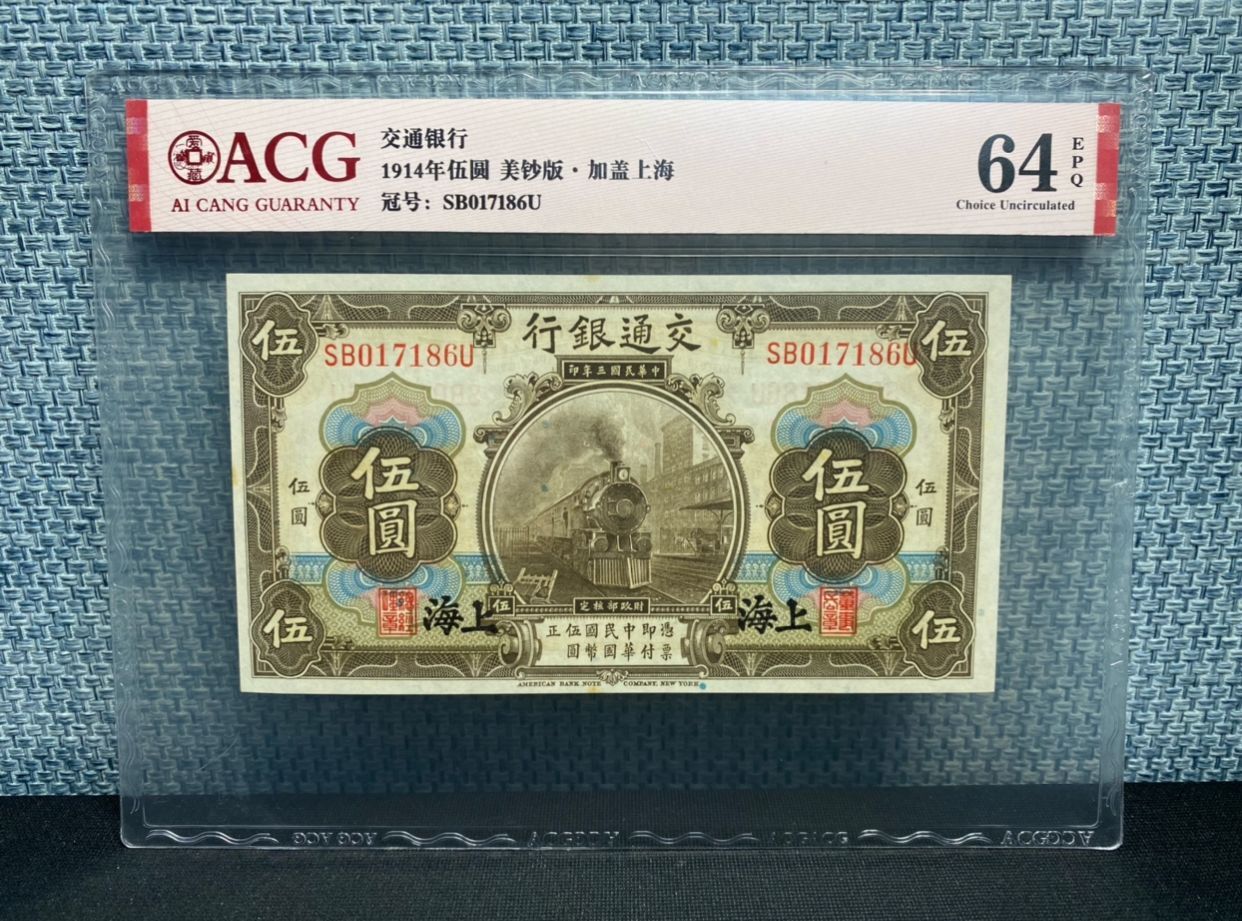 ACG
AI CANG GUARANTY
交通银行
1914年伍圆 美钞版·加盖上海
冠号：SB017186U
64
EPQ
Choice Uncirculated
伍
行銀通交
伍
SB017186U
SB017186U
印年三國民華中
伍圓
伍圓
伍圓
伍圓
伍
海上
伍
定核部政財
伍
海上
伍
正伍國民中即憑
圓幣國華付票
AMERICAN BANK NOTE COMPANY, NEW YORK.